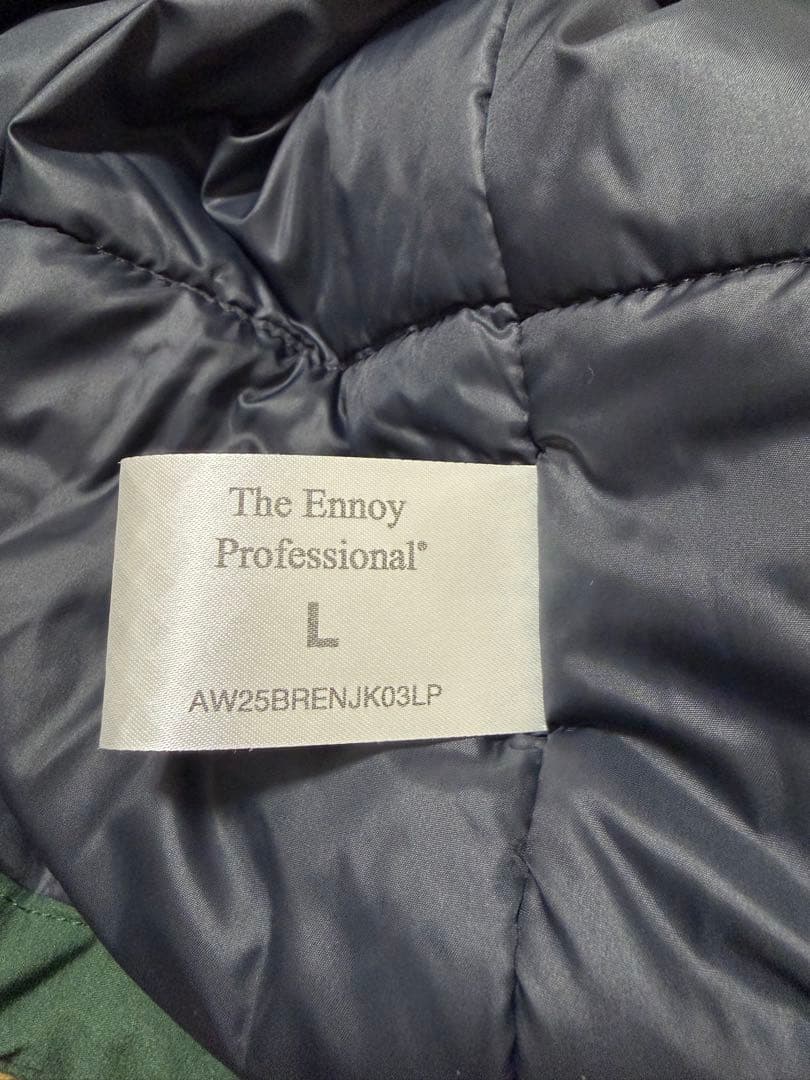 The Ennoy
Professional®
L
AW25BRENJK03LP